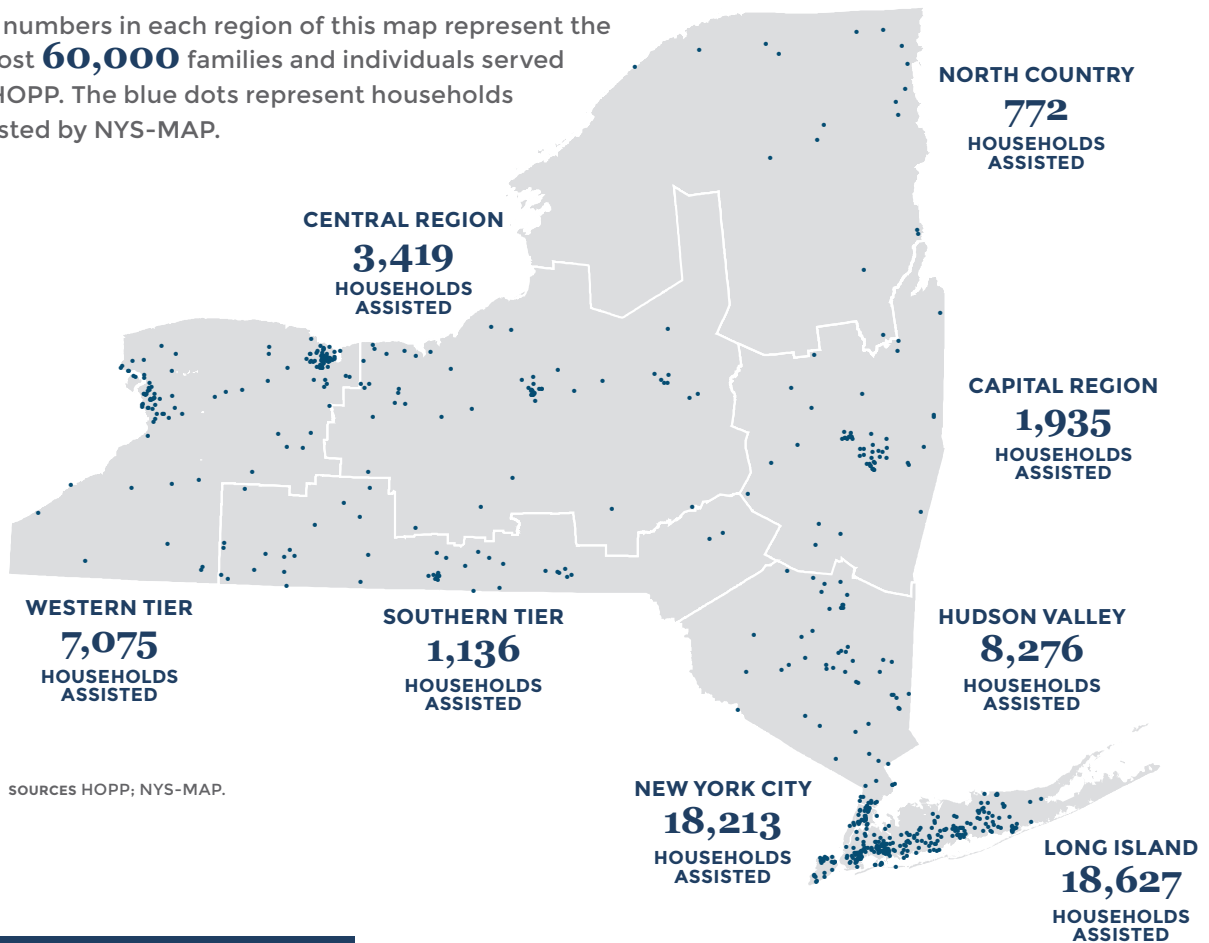 numbers in each region of this map represent the
ost 60,000 families and individuals served
HOPP. The blue dots represent households
sted by NYS-MAP.
NORTH COUNTRY
772
HOUSEHOLDS
ASSISTED
CENTRAL REGION
3,419
HOUSEHOLDS
ASSISTED
CAPITAL REGION
1,935
HOUSEHOLDS
ASSISTED
WESTERN TIER
7,075
HOUSEHOLDS
ASSISTED
SOUTHERN TIER
1,136
HOUSEHOLDS
ASSISTED
HUDSON VALLEY
8,276
HOUSEHOLDS
ASSISTED
SOURCES HOPP; NYS-MAP.
NEW YORK CITY
18,213
HOUSEHOLDS
ASSISTED
LONG ISLAND
18,627
HOUSEHOLDS
ASSISTED